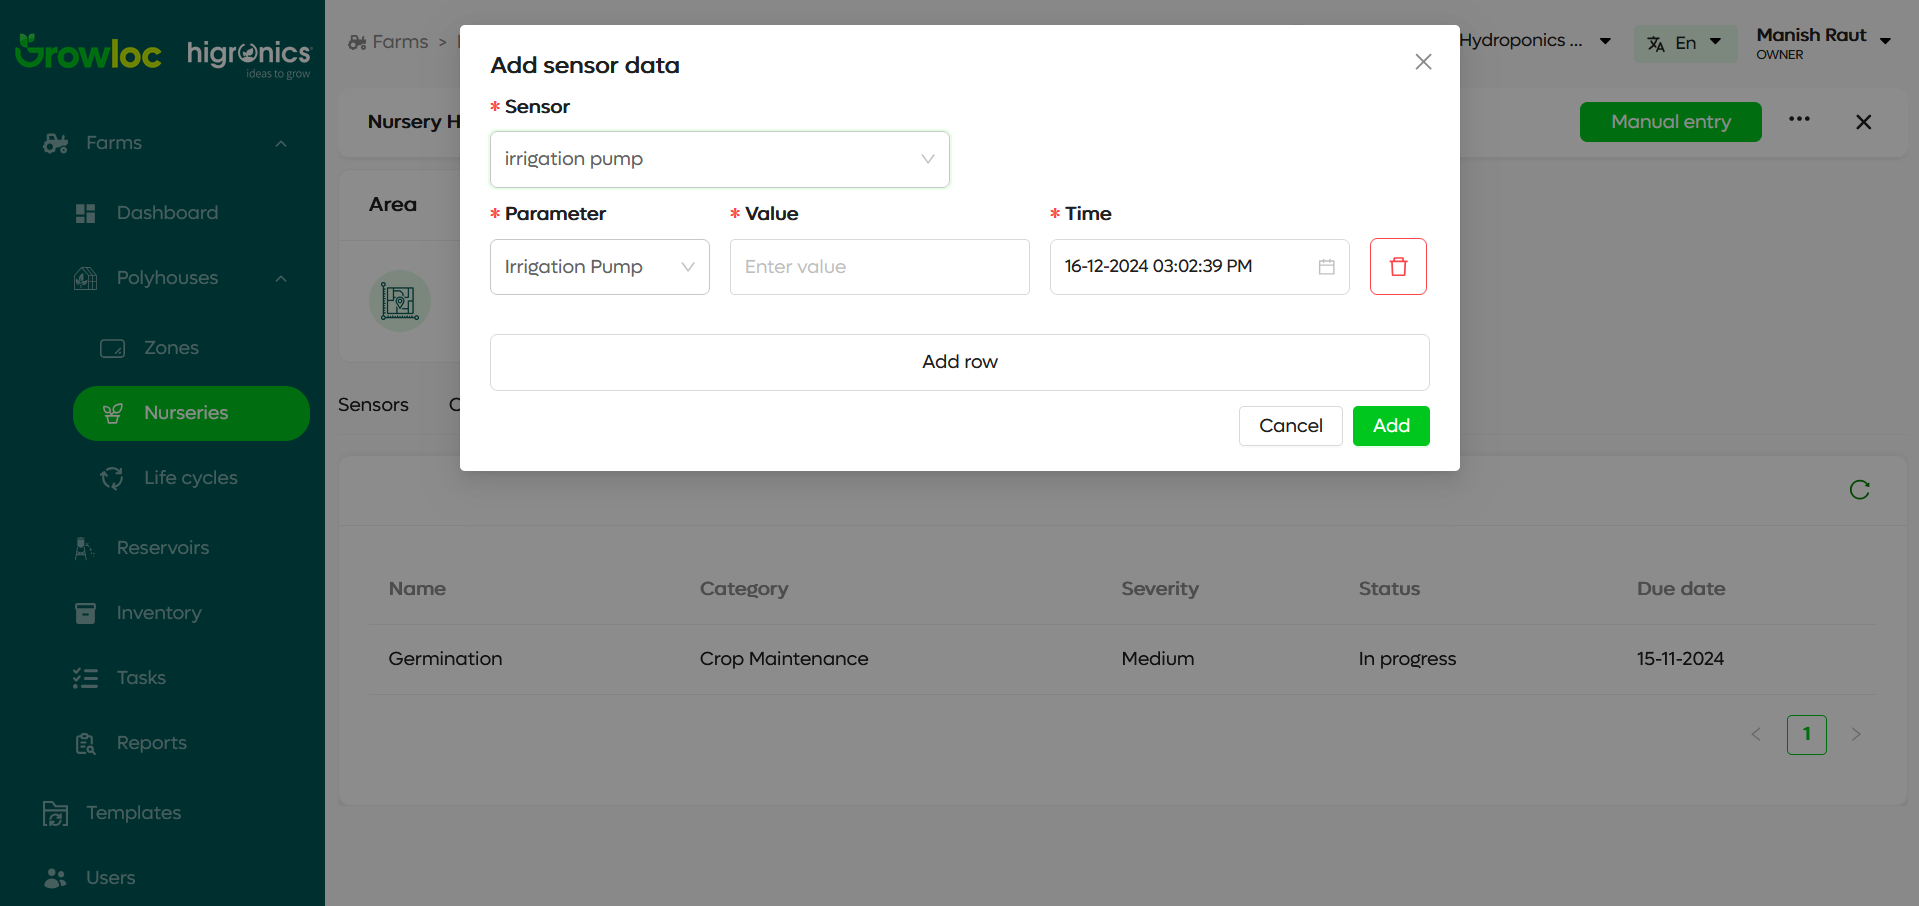 Growloc higronics
ideas to grow
Farms
Dashboard
Polyhouses
Zones
Nurseries
Life cycles
Reservoirs
Inventory
Tasks
Reports
Templates
Users
Farms >
Hydroponics ...
En
Manish Raut
OWNER
Nursery H
Manual entry
Area
Sensors
Add sensor data
* Sensor
irrigation pump
* Parameter * Value * Time
Irrigation Pump Enter value 16-12-2024 03:02:39 PM
Add row
Cancel Add
Name Category Severity Status Due date
Germination Crop Maintenance Medium In progress 15-11-2024
< 1 >